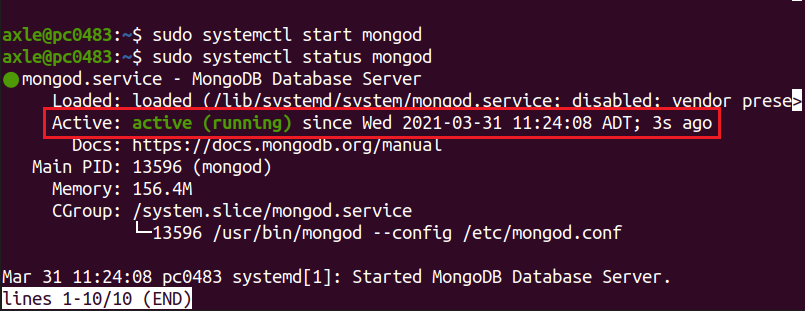 axle@pc0483:~$ sudo systemctl start mongod
axle@pc0483:~$ sudo systemctl status mongod
mongod.service - MongoDB Database Server
Loaded: loaded (/lib/systemd/system/mongod.service; disabled; vendor prese>
Active: active (running) since Wed 2021-03-31 11:24:08 ADT; 3s ago
Docs: https://docs.mongodb.org/manual
Main PID: 13596 (mongod)
Memory: 156.4M
CGroup: /system.slice/mongod.service
└─13596 /usr/bin/mongod --config /etc/mongod.conf
Mar 31 11:24:08 pc0483 systemd[1]: Started MongoDB Database Server.
lines 1-10/10 (END)